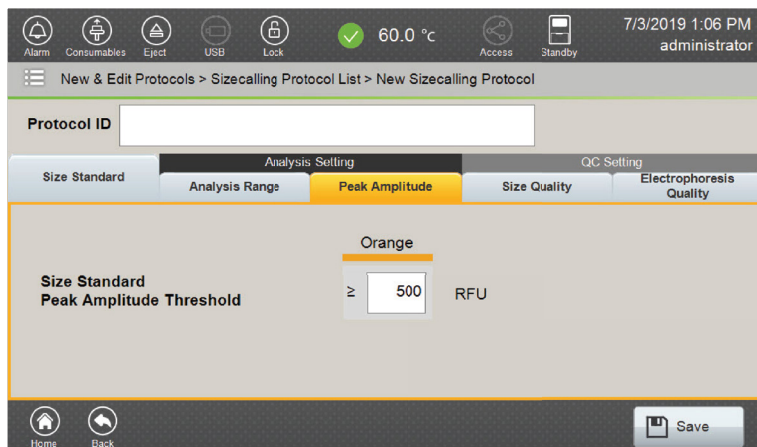 7/3/2019 1:06 PM
60.0 °c
administrator
Alarm Consumables Eject USB Lock Access Standby
New & Edit Protocols > Sizecalling Protocol List > New Sizecalling Protocol
Protocol ID
Analysis Setting QC Setting
Size Standard Analysis Range Peak Amplitude Size Quality Electrophoresis
Quality
Orange
Size Standard
Peak Amplitude Threshold ≥ 500 RFU
Save
Home Back